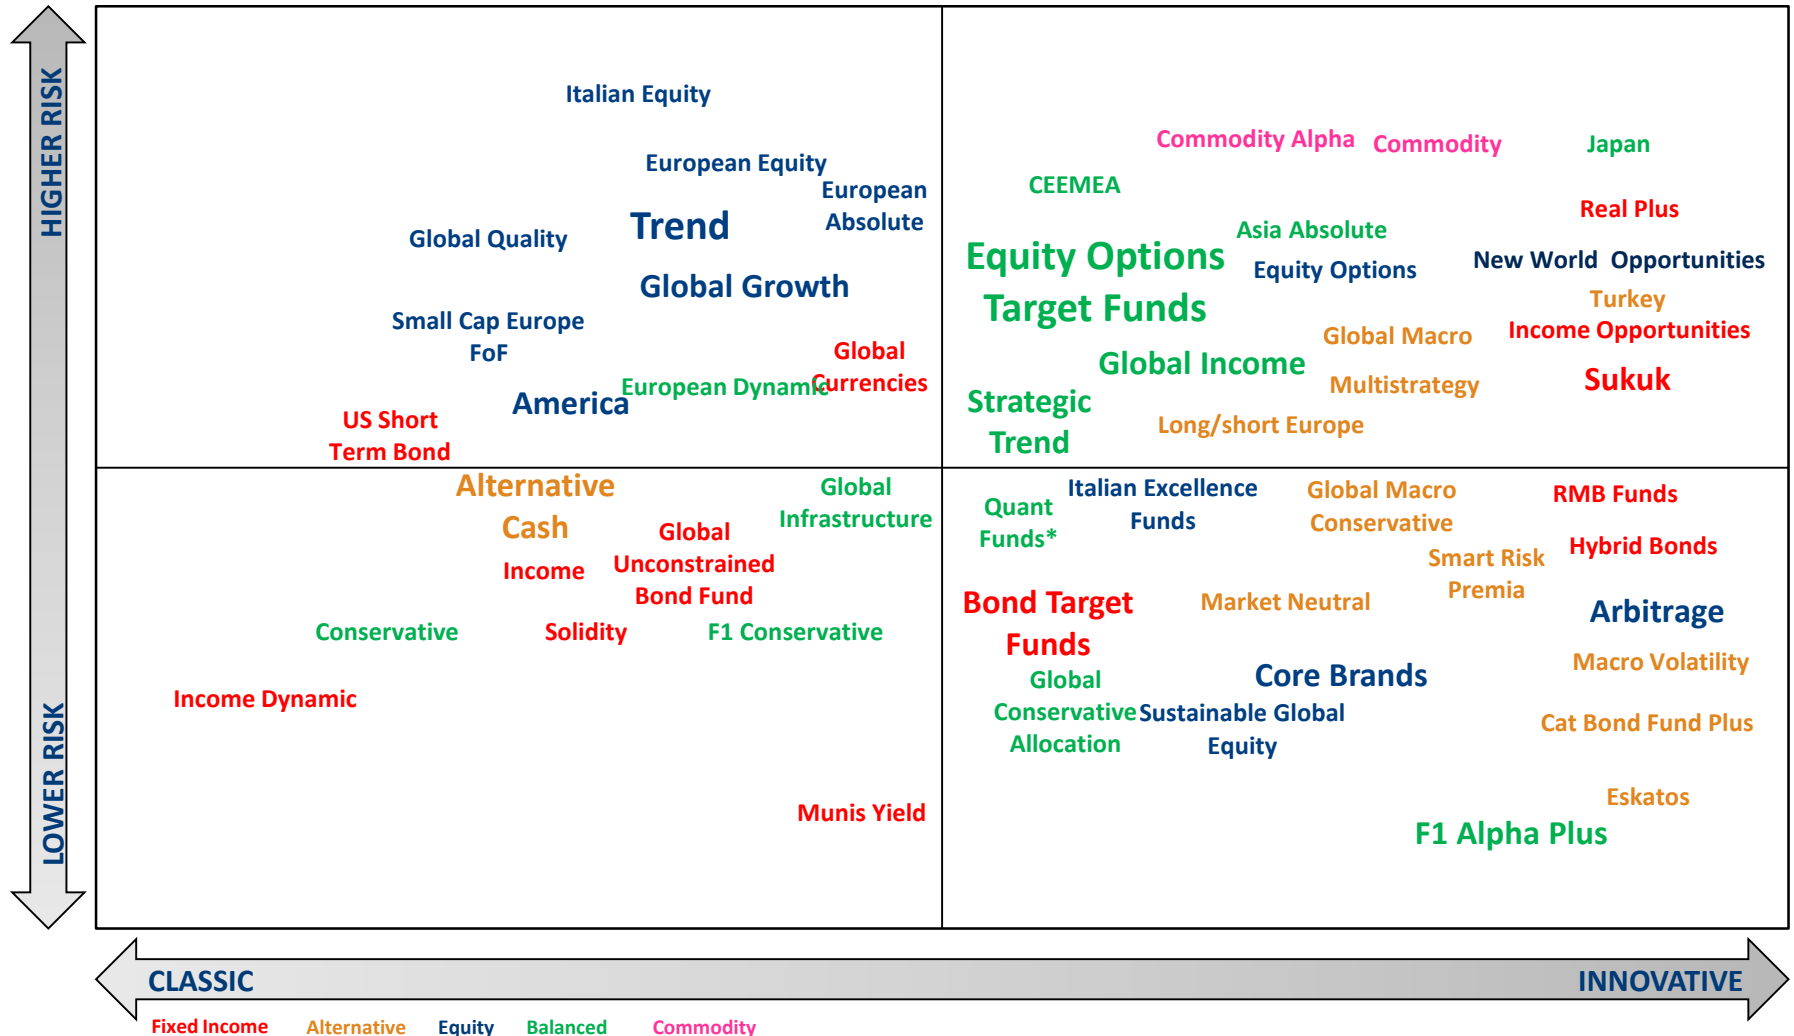 HIGHER RISK
LOWER RISK
Italian Equity
European Equity
European
Absolute
Trend
Global Quality
Global Growth
Small Cap Europe
FoF
Global
Currencies
European Dynamic
America
US Short
Term Bond
Commodity Alpha
Commodity
Japan
CEEMEA
Real Plus
Asia Absolute
Equity Options
Equity Options
New World  Opportunities
Target Funds
Turkey
Global Macro
Income Opportunities
Global Income
Multistrategy
Sukuk
Strategic
Trend
Long/short Europe
Alternative
Cash
Global
Infrastructure
Global
Unconstrained
Bond Fund
Income
Conservative
Solidity
F1 Conservative
Income Dynamic
Munis Yield
Quant
Funds*
Italian Excellence
Funds
Global Macro
Conservative
RMB Funds
Hybrid Bonds
Smart Risk
Premia
Bond Target
Funds
Market Neutral
Arbitrage
Global
Conservative
Allocation
Core Brands
Macro Volatility
Sustainable Global
Equity
Cat Bond Fund Plus
Eskatos
F1 Alpha Plus
CLASSIC
INNOVATIVE
Fixed Income Alternative Equity Balanced Commodity